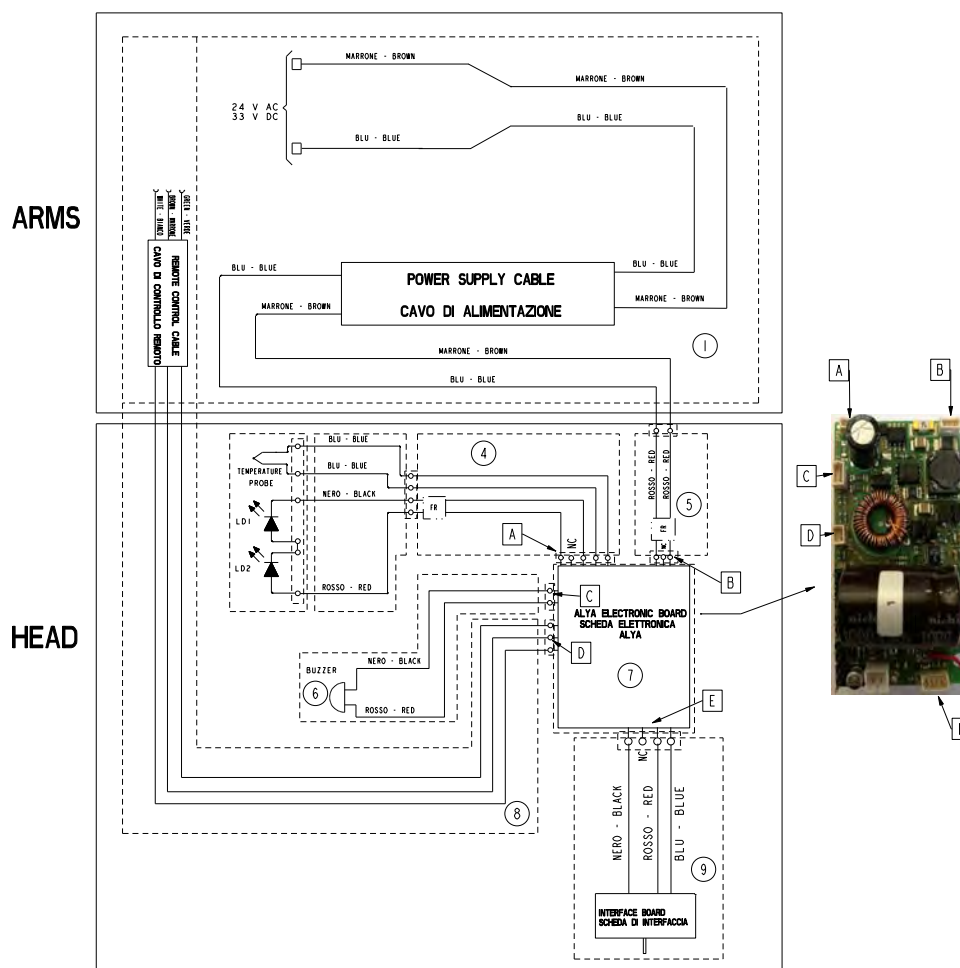 ARMS
24 V AC
33 V DC
MARRONE - BROWN
MARRONE - BROWN
BLU - BLUE
BLU - BLUE
GREEN - VERDE
BROWN - MARRONE
WHITE - BIANCO
REMOTE CONTROL CABLE
CAVO DI CONTROLLO REMOTO
BLU - BLUE
MARRONE - BROWN
POWER SUPPLY CABLE
CAVO DI ALIMENTAZIONE
BLU - BLUE
MARRONE - BROWN
MARRONE - BROWN
BLU - BLUE
1
HEAD
TEMPERATURE
PROBE
BLU - BLUE
BLU - BLUE
NERO - BLACK
LD1
LD2
ROSSO - RED
FR
4
A
NC
ROSSO - RED
ROSSO - RED
5
FR
NC
B
C
D
ALYA ELECTRONIC BOARD
SCHEDA ELETTRONICA
ALYA
7
E
BUZZER
6
NERO - BLACK
ROSSO - RED
8
NC
NERO - BLACK
ROSSO - RED
BLU - BLUE
9
INTERFACE BOARD
SCHEDA DI INTERFACCIA
A
B
C
D